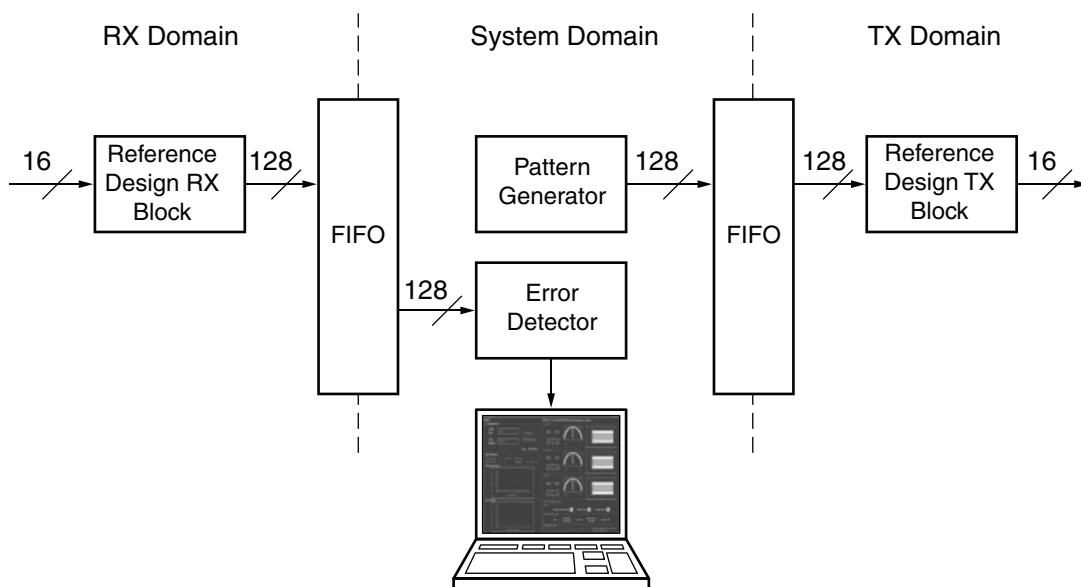 RX Domain
System Domain
TX Domain
16
Reference
Design RX
Block
128
FIFO
Pattern
Generator
128
FIFO
128
Reference
Design TX
Block
16
128
Error
Detector